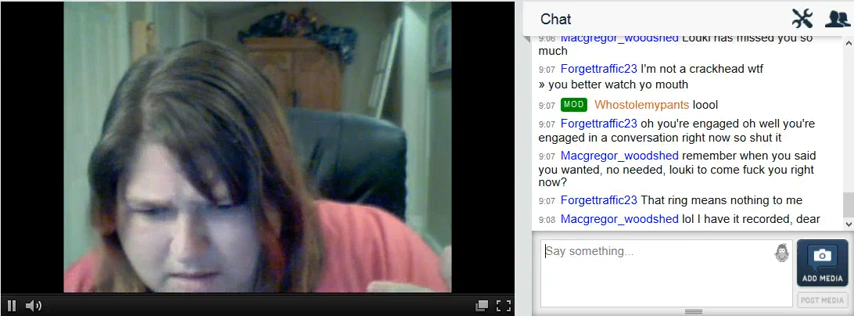 Chat
9:06 Macgregor_woodshed Louki has missed you so
much
9:07 Forgettraffic23 I'm not a crackhead wtf
» you better watch yo mouth
9:07 MOD Whostolemypants loool
9:07 Forgettraffic23 oh you're engaged oh well you're
engaged in a conversation right now so shut it
9:07 Macgregor_woodshed remember when you said
you wanted, no needed, louki to come fuck you right
now?
9:07 Forgettraffic23 That ring means nothing to me
9:08 Macgregor_woodshed lol I have it recorded, dear
Say something...
ADD MEDIA
POST MEDIA